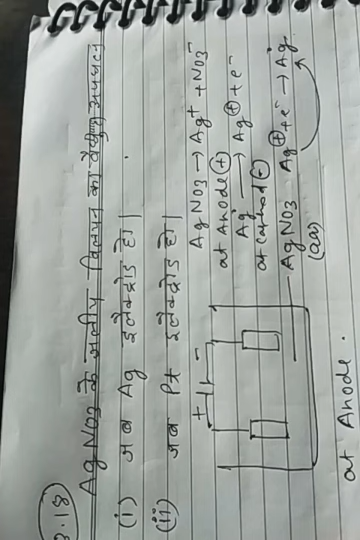 3.18)
AgNO3 के जलीय विलयन का वैद्युत अपघटन
(i) जब Ag इलैक्ट्रोड हो।
(ii) जब Pt इलैक्ट्रोड हो।
AgNO3 → Ag+ + NO3-
at Anode (+)
Ag → Ag+ + e-
at Cathod (-)
Ag+ + e- → Ag
+ -
AgNO3
(aq)
at Anode.